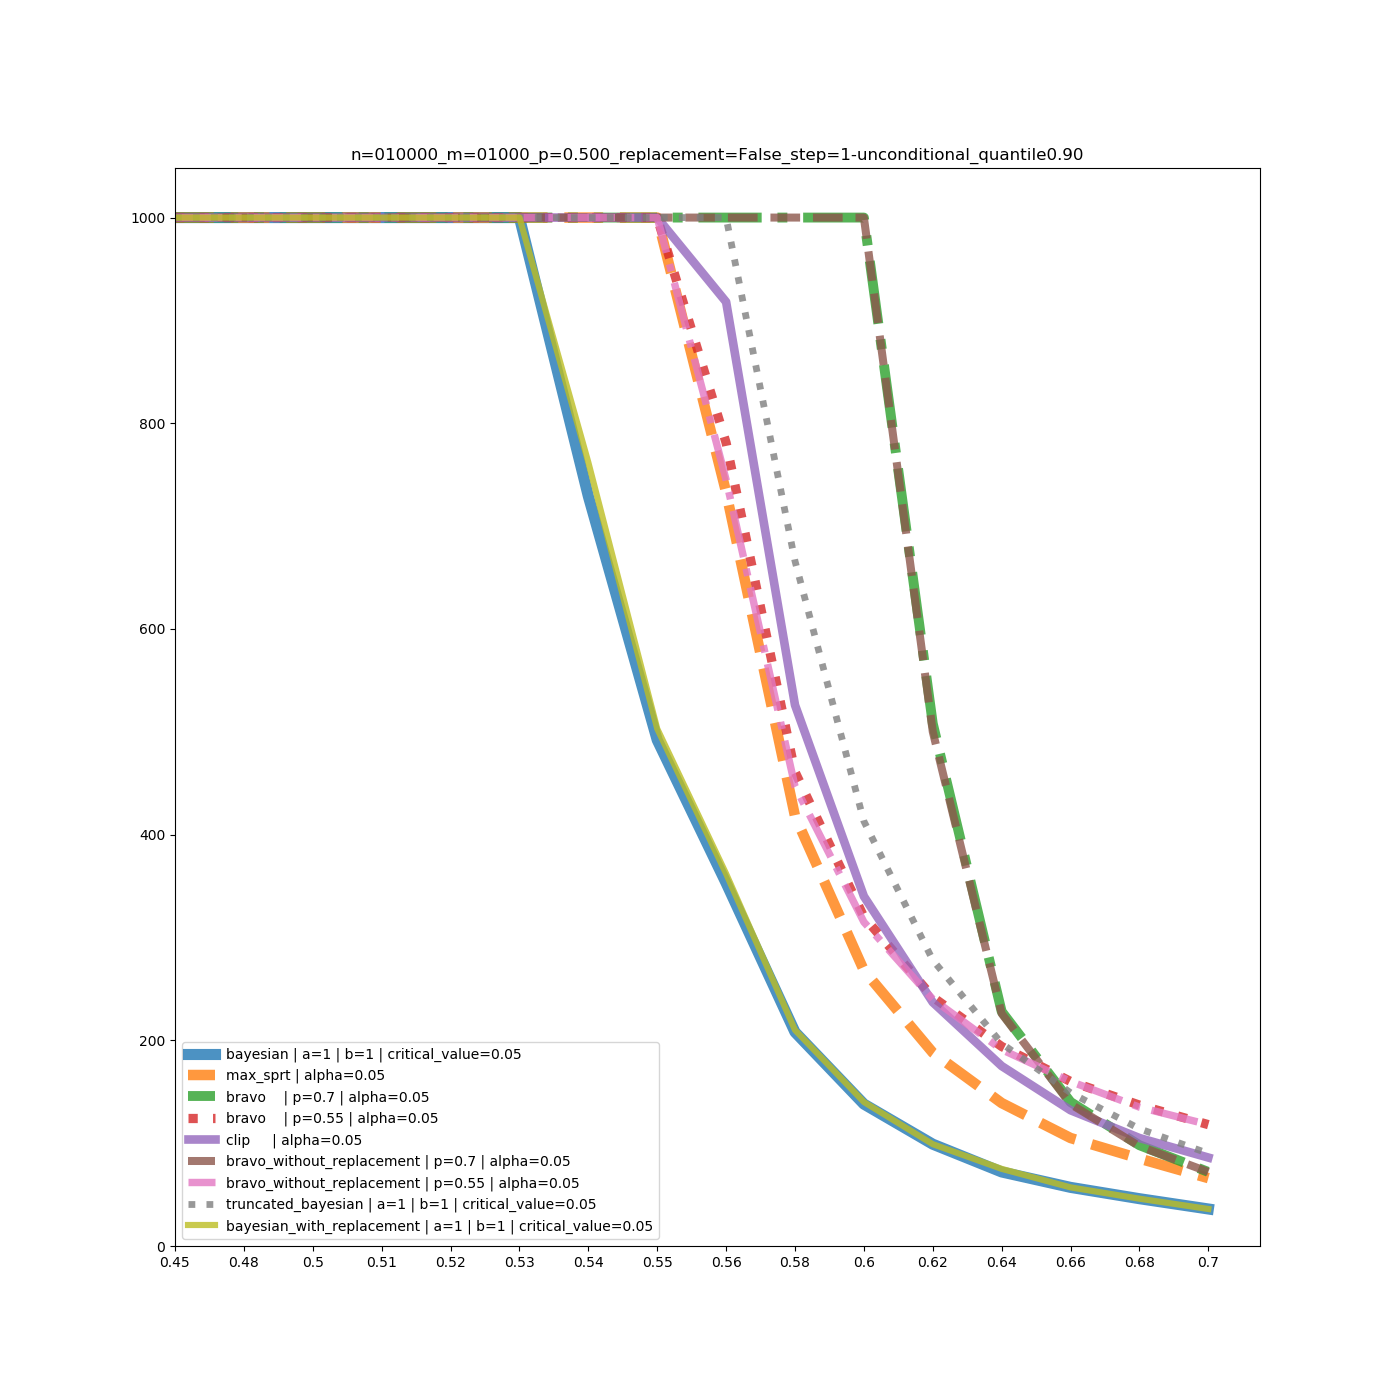 n=010000_m=01000_p=0.500_replacement=False_step=1-unconditional_quantile0.90
1000
800
600
400
200
0
bayesian | a=1 | b=1 | critical_value=0.05
max_sprt | alpha=0.05
bravo    | p=0.7 | alpha=0.05
bravo    | p=0.55 | alpha=0.05
clip     | alpha=0.05
bravo_without_replacement | p=0.7 | alpha=0.05
bravo_without_replacement | p=0.55 | alpha=0.05
truncated_bayesian | a=1 | b=1 | critical_value=0.05
bayesian_with_replacement | a=1 | b=1 | critical_value=0.05
0.45 0.48 0.5 0.51 0.52 0.53 0.54 0.55 0.56 0.58 0.6 0.62 0.64 0.66 0.68 0.7